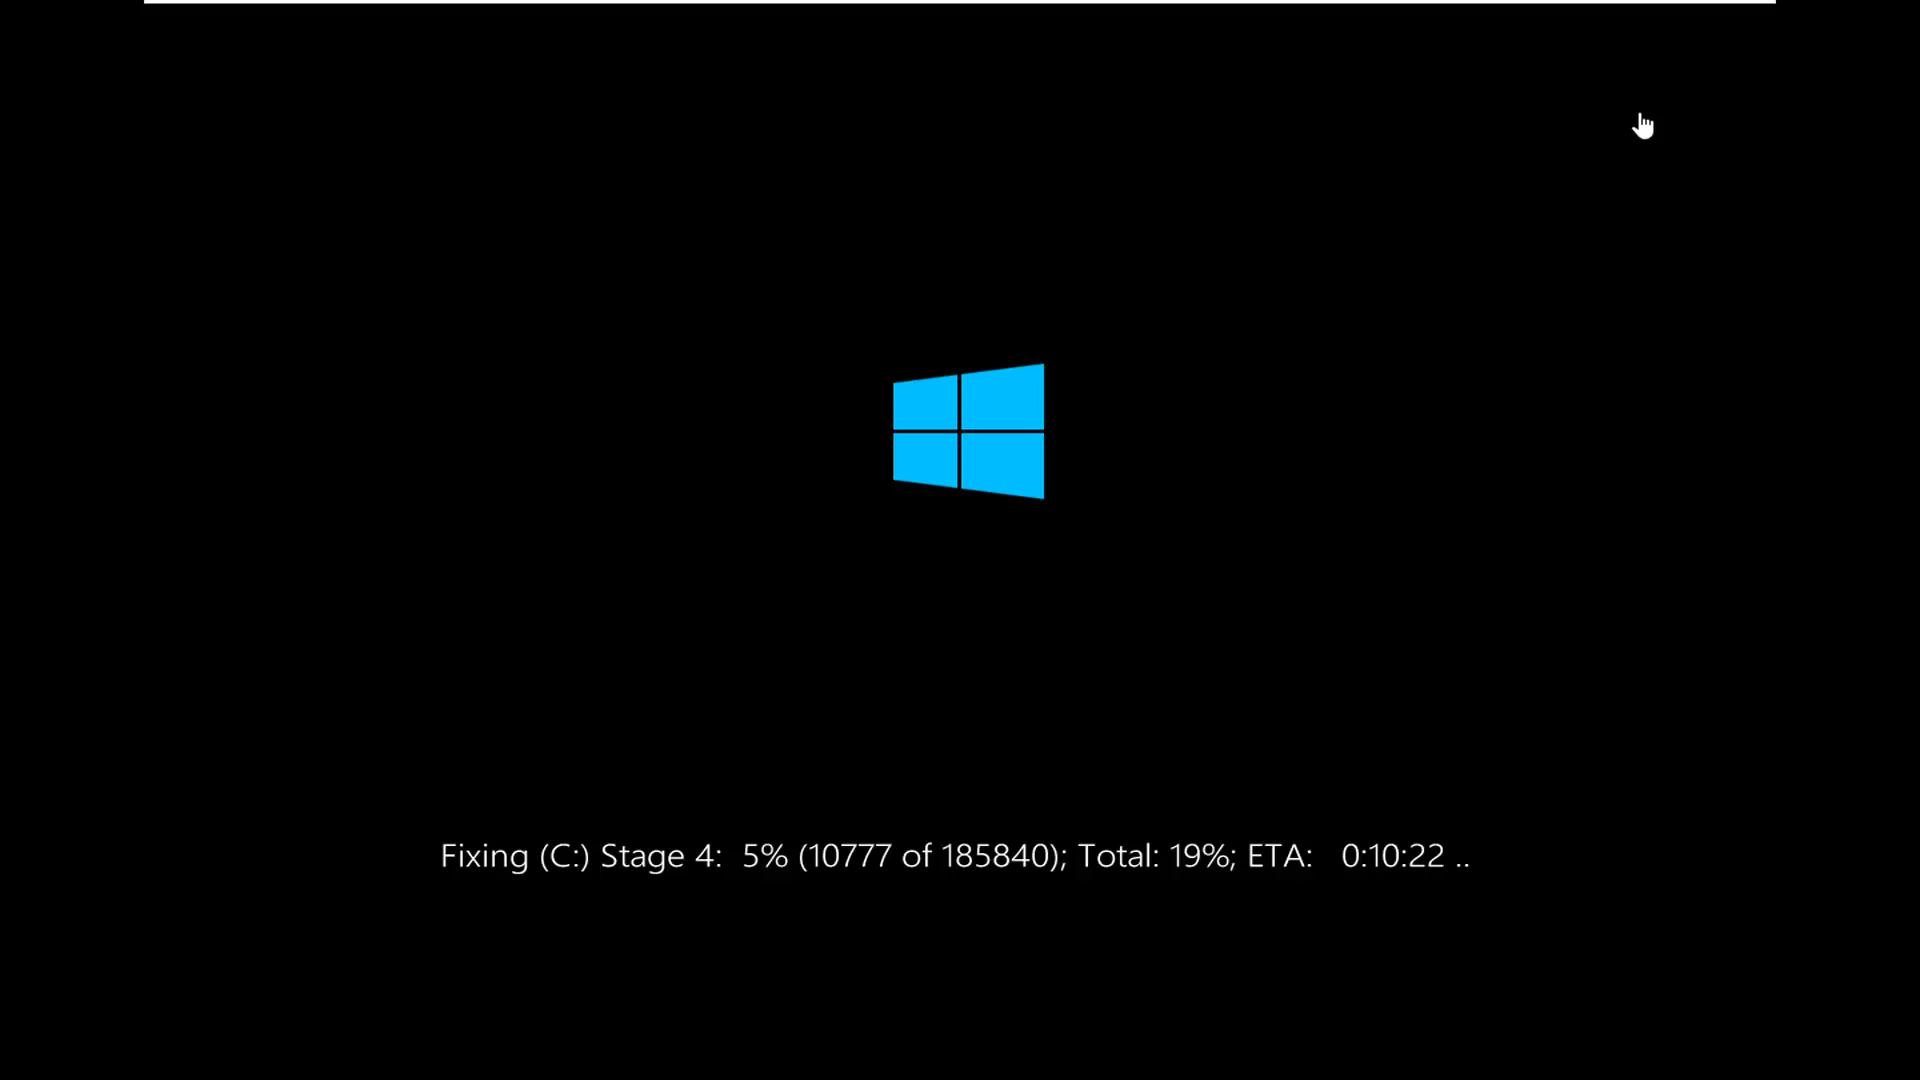 Fixing (C:) Stage 4:  5% (10777 of 185840); Total: 19%; ETA:   0:10:22 ..